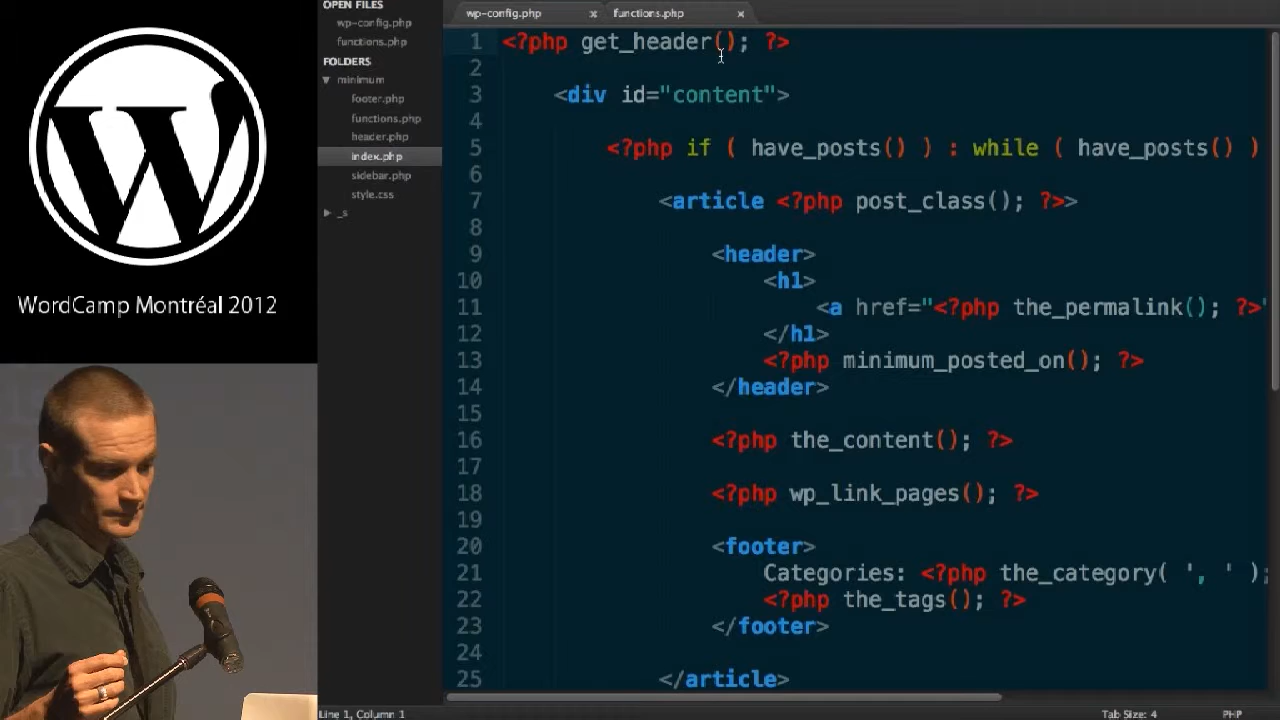 WordCamp Montréal 2012
OPEN FILES
wp-config.php
functions.php
FOLDERS
minimum
footer.php
functions.php
header.php
index.php
sidebar.php
style.css
_s
wp-config.php x
functions.php x
1 <?php get_header(); ?>
2
3 <div id="content">
4
5 <?php if ( have_posts() ) : while ( have_posts() )
6
7 <article <?php post_class(); ?>>
8
9 <header>
10 <h1>
11 <a href="<?php the_permalink(); ?>"
12 </h1>
13 <?php minimum_posted_on(); ?>
14 </header>
15
16 <?php the_content(); ?>
17
18 <?php wp_link_pages(); ?>
19
20 <footer>
21 Categories: <?php the_category( ', ' );
22 <?php the_tags(); ?>
23 </footer>
24
25 </article>
Line 1, Column 1
Tab Size: 4
PHP